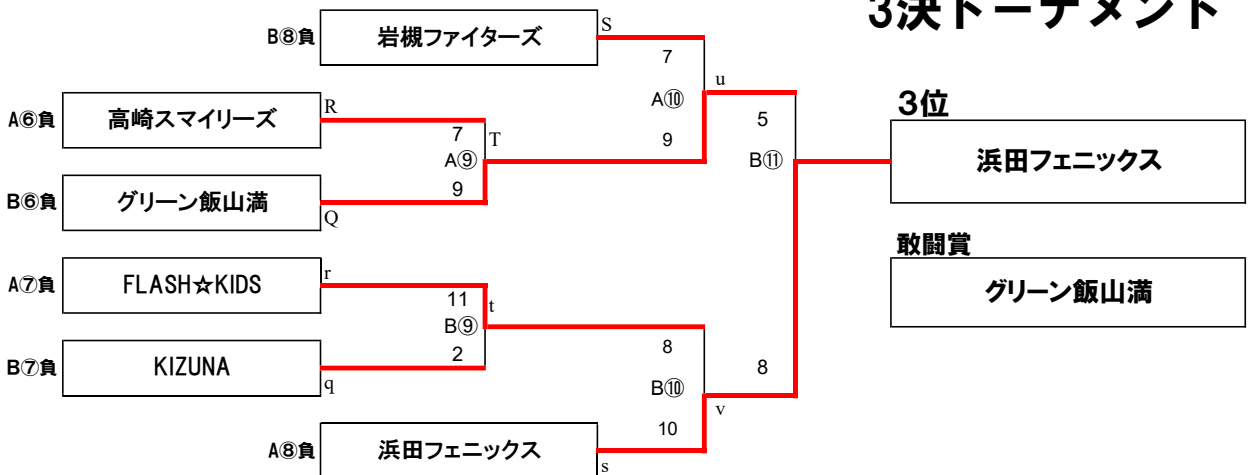 3決トーナメント
B⑧負
岩槻ファイターズ
S
7
u
A⑩
9
A⑥負
高崎スマイリーズ
R
7
T
A⑨
9
B⑥負
グリーン飯山満
Q
5
B⑪
8
3位
浜田フェニックス
敢闘賞
グリーン飯山満
A⑦負
FLASH☆KIDS
r
11
t
B⑨
2
B⑦負
KIZUNA
q
8
B⑩
10
v
A⑧負
浜田フェニックス
s